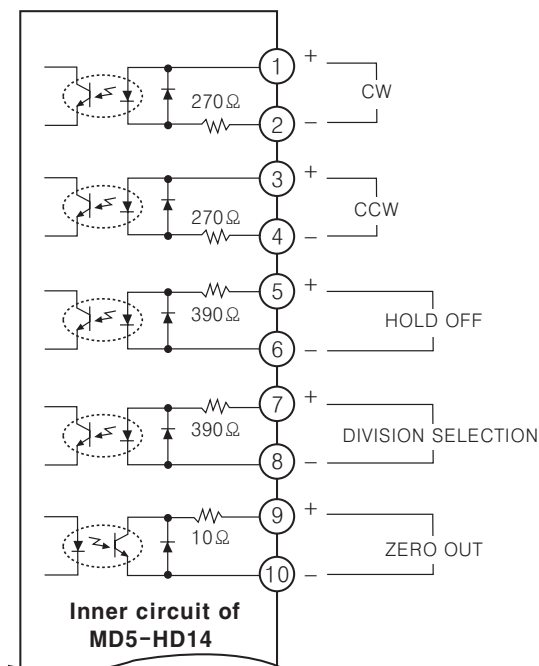 1 +
CW
270Ω
2 −
3 +
CCW
270Ω
4 −
5 +
390Ω
HOLD OFF
6 −
7 +
390Ω
DIVISION SELECTION
8 −
9 +
10Ω
ZERO OUT
10 −
Inner circuit of
MD5-HD14